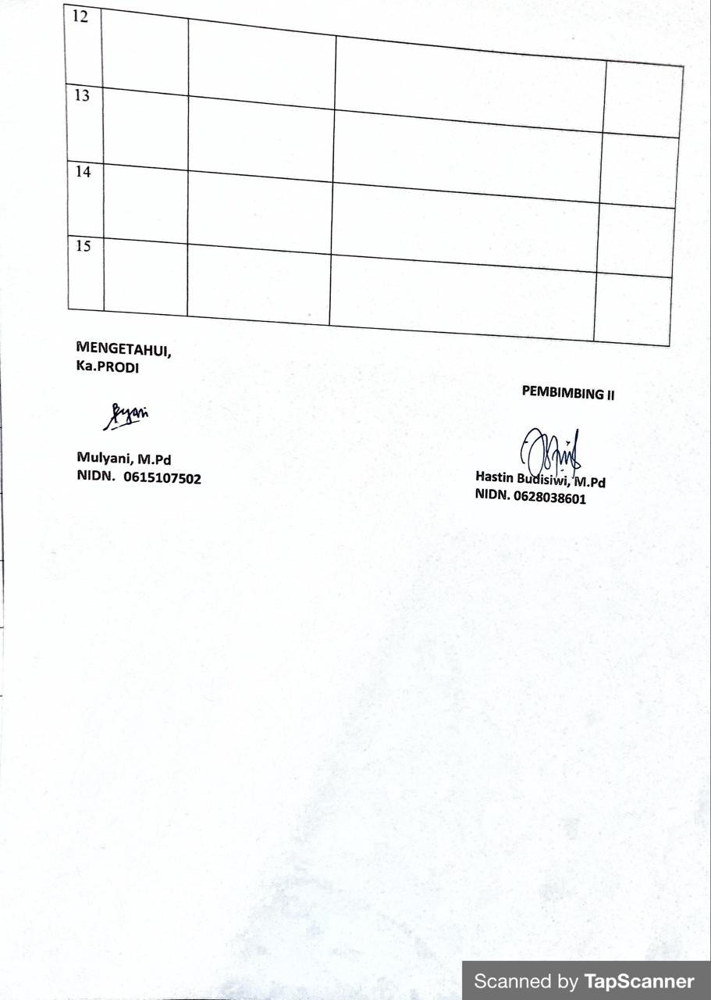 12
13
14
15
MENGETAHUI,
Ka.PRODI
PEMBIMBING II
Mulyani, M.Pd
NIDN. 0615107502
Hastin Budisiwi, M.Pd
NIDN. 0628038601
Scanned by TapScanner